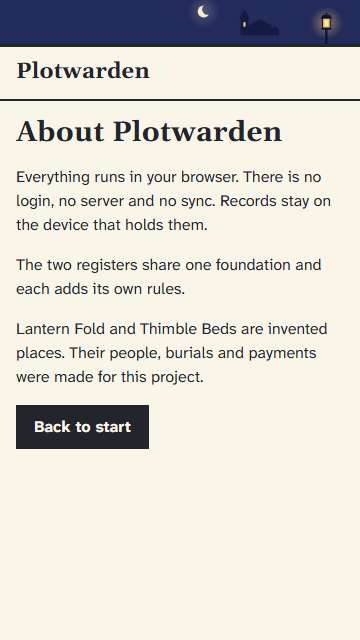 Plotwarden
About Plotwarden
Everything runs in your browser. There is no
login, no server and no sync. Records stay on
the device that holds them.
The two registers share one foundation and
each adds its own rules.
Lantern Fold and Thimble Beds are invented
places. Their people, burials and payments
were made for this project.
Back to start